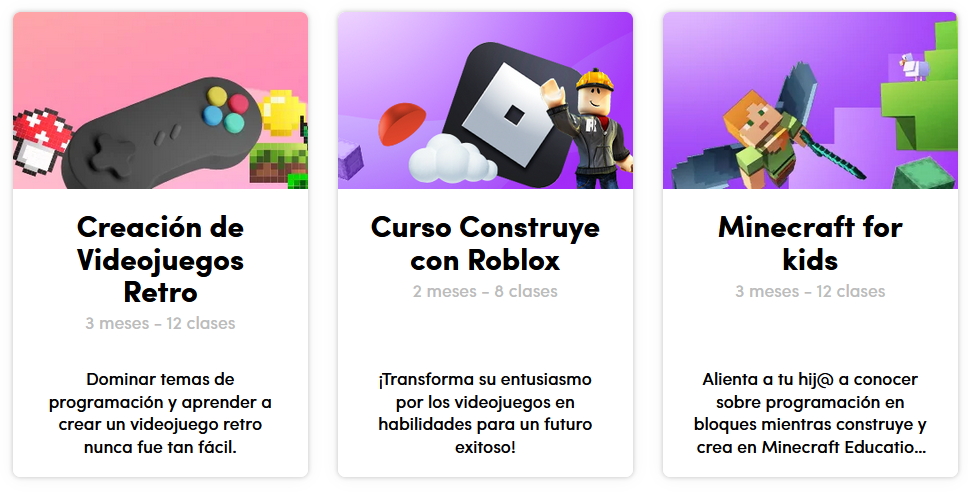 Creación de
Videojuegos
Retro
3 meses - 12 clases
Dominar temas de
programación y aprender a
crear un videojuego retro
nunca fue tan fácil.
Curso Construye
con Roblox
2 meses - 8 clases
¡Transforma su entusiasmo
por los videojuegos en
habilidades para un futuro
exitoso!
Minecraft for
kids
3 meses - 12 clases
Alienta a tu hij@ a conocer
sobre programación en
bloques mientras construye y
crea en Minecraft Educatio...